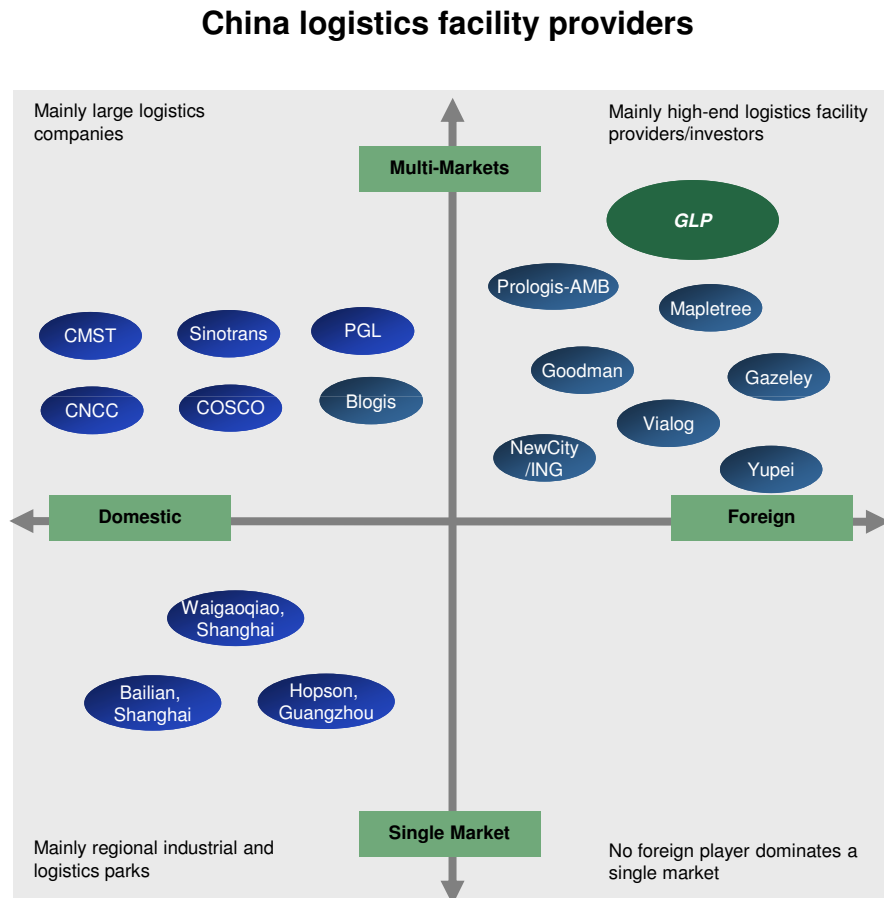 China logistics facility providers
Mainly large logistics
companies
Mainly high-end logistics facility
providers/investors
Multi-Markets
GLP
Prologis-AMB
Mapletree
CMST
Sinotrans
PGL
Goodman
Gazeley
CNCC
COSCO
Blogis
Vialog
NewCity
/ING
Yupei
Domestic
Foreign
Waigaoqiao,
Shanghai
Bailian,
Shanghai
Hopson,
Guangzhou
Single Market
Mainly regional industrial and
logistics parks
No foreign player dominates a
single market